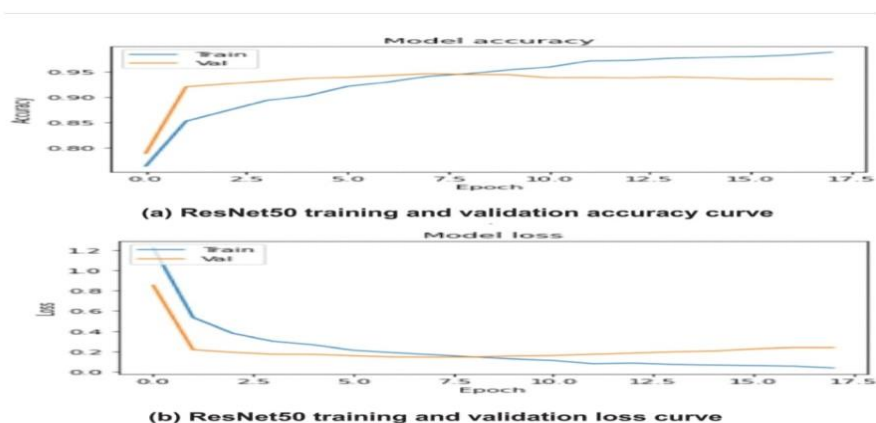 Model accuracy
Train
Val
0.95
0.90
0.85
0.80
Accuracy
0.0 2.5 5.0 7.5 10.0 12.5 15.0 17.5
Epoch
(a) ResNet50 training and validation accuracy curve
Model loss
Train
Val
1.2
1.0
0.8
0.6
0.4
0.2
0.0
Loss
0.0 2.5 5.0 7.5 10.0 12.5 15.0 17.5
Epoch
(b) ResNet50 training and validation loss curve